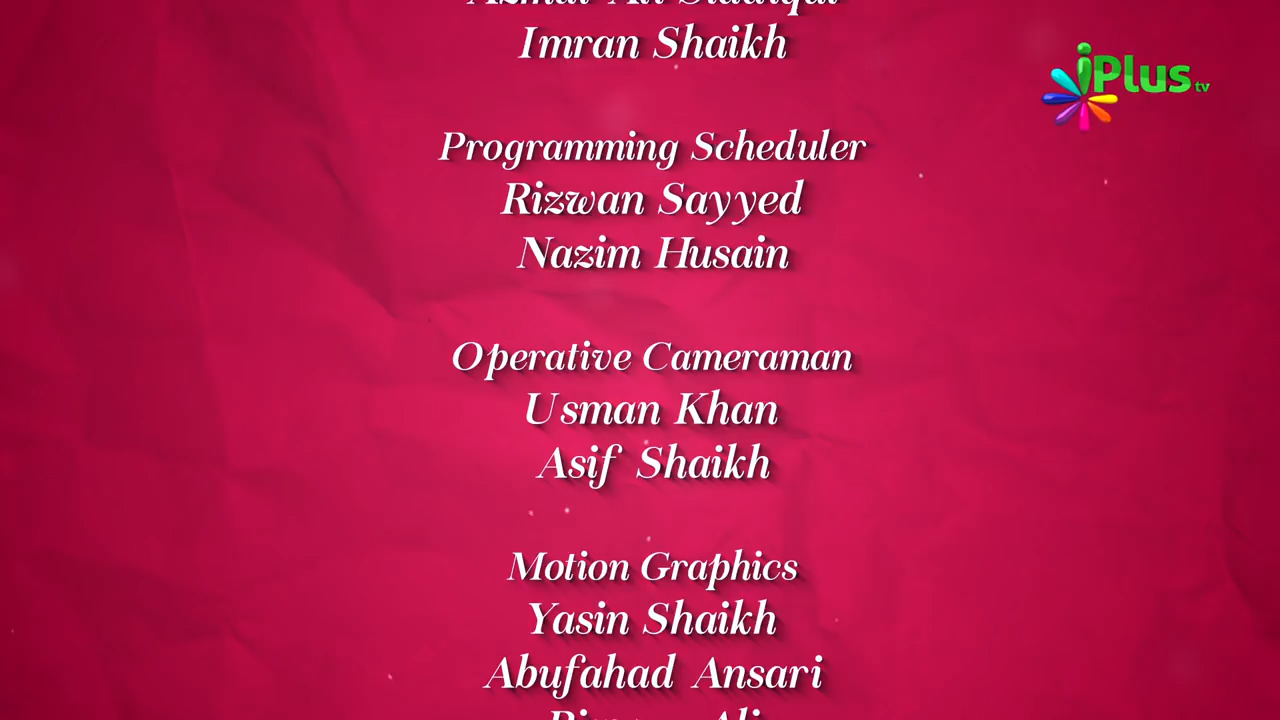 Imran Shaikh
iPlus tv
Programming Scheduler
Rizwan Sayyed
Nazim Husain
Operative Cameraman
Usman Khan
Asif Shaikh
Motion Graphics
Yasin Shaikh
Abufahad Ansari
Ali